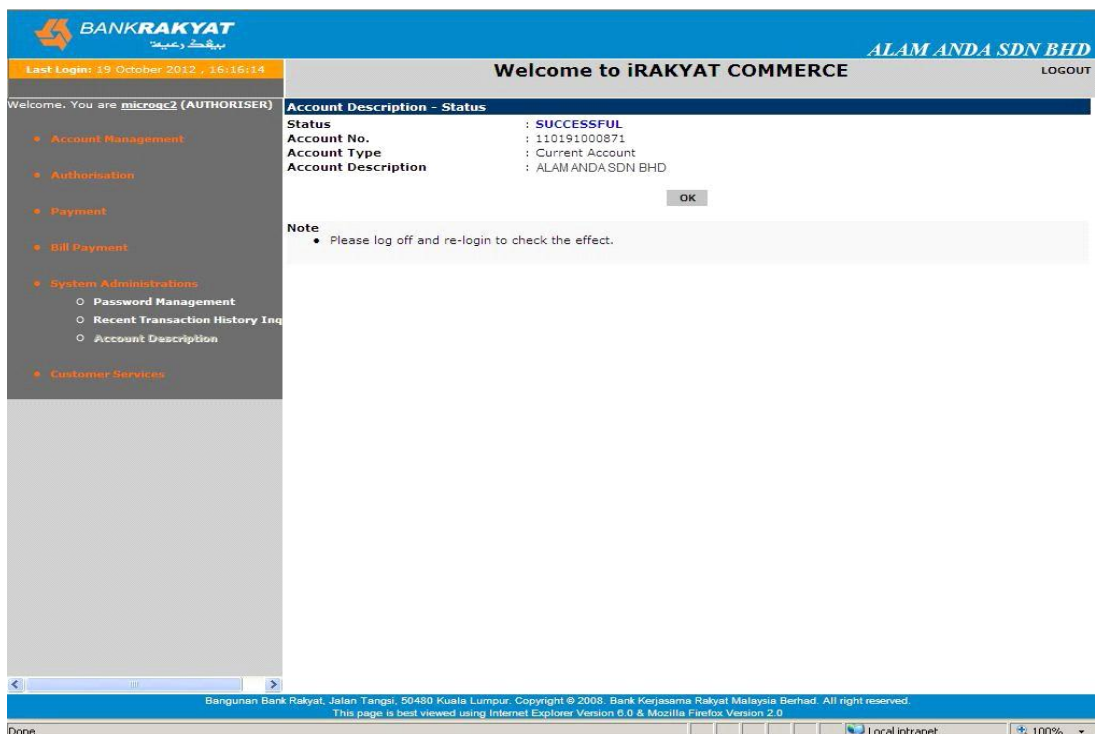 BANKRAKYAT
بيڤك رعيت
ALAM ANDA SDN BHD
Last Login: 19 October 2012 , 16:16:14
Welcome to iRAKYAT COMMERCE
LOGOUT
Welcome. You are microqc2 (AUTHORISER)
Account Management
Authorisation
Payment
Bill Payment
System Administrations
Password Management
Recent Transaction History Inq
Account Description
Customer Services
Account Description - Status
Status : SUCCESSFUL
Account No. : 110191000871
Account Type : Current Account
Account Description : ALAM ANDA SDN BHD
OK
Note
Please log off and re-login to check the effect.
Bangunan Bank Rakyat, Jalan Tangsi, 50480 Kuala Lumpur. Copyright © 2008. Bank Kerjasama Rakyat Malaysia Berhad. All right reserved.
This page is best viewed using Internet Explorer Version 6.0 & Mozilla Firefox Version 2.0
Done
Local intranet
100%